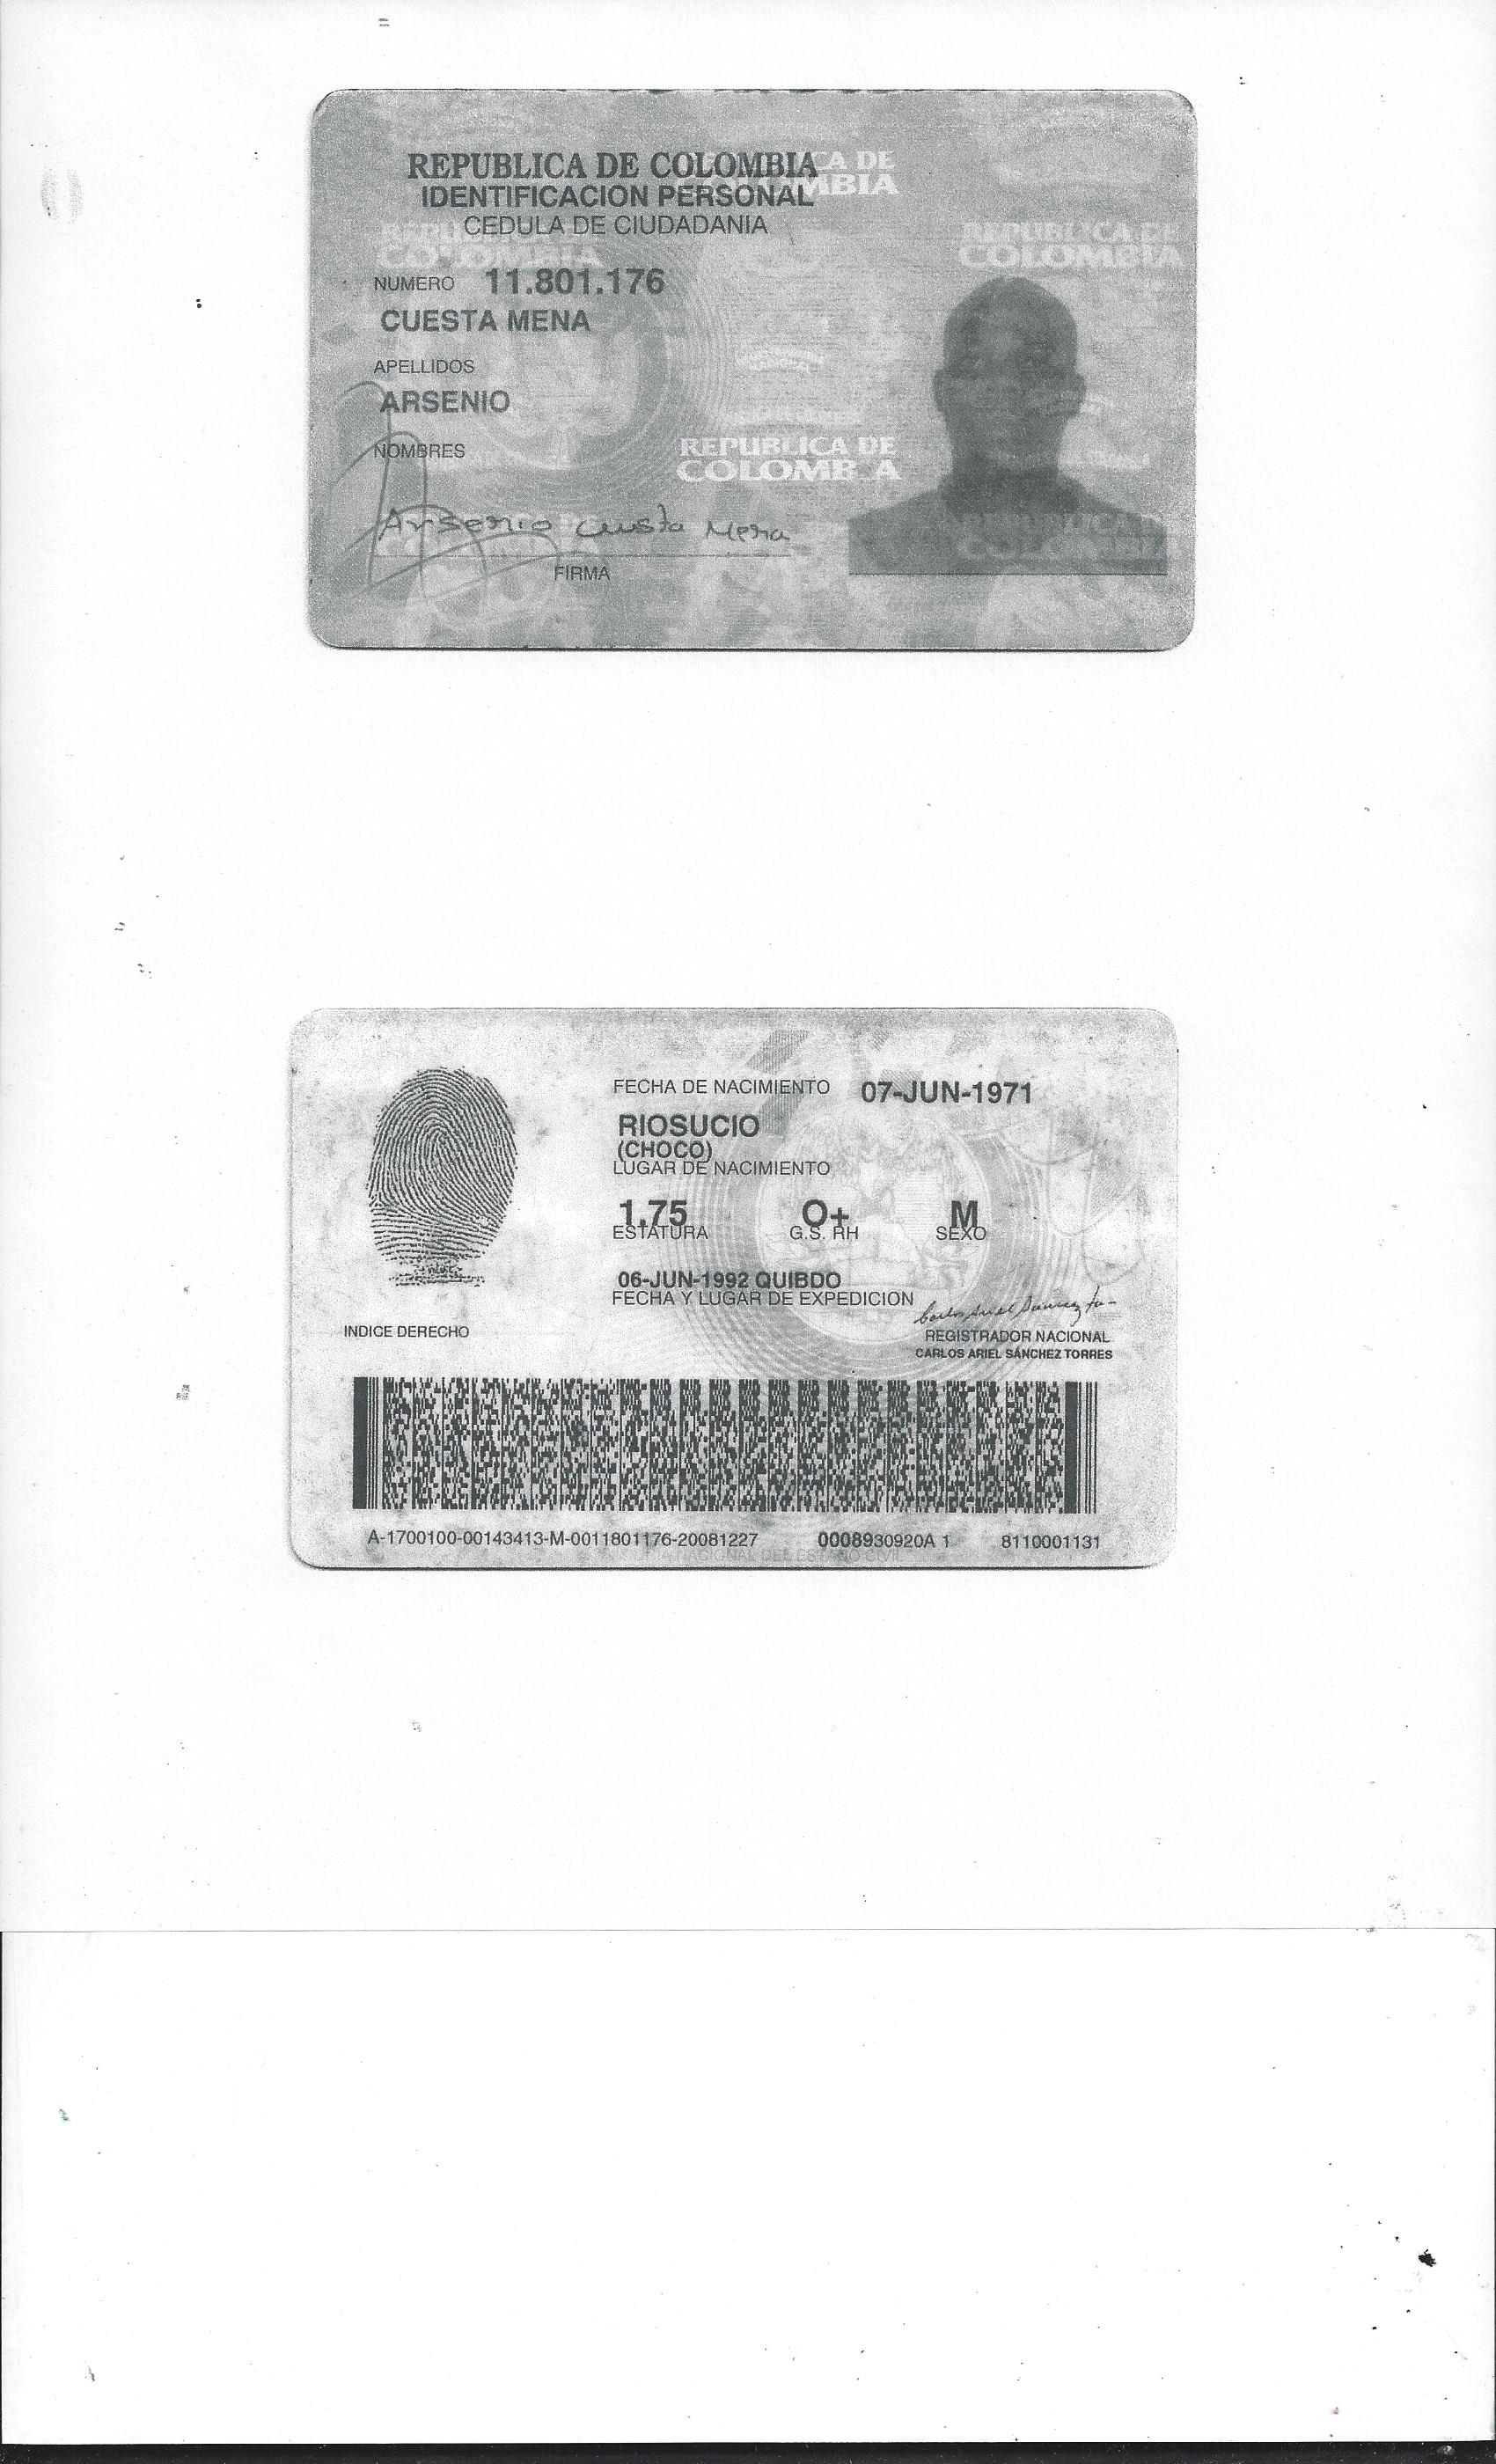 REPUBLICA DE COLOMBIA
IDENTIFICACION PERSONAL
CEDULA DE CIUDADANIA
NUMERO 11.801.176
CUESTA MENA
APELLIDOS
ARSENIO
NOMBRES
Arsenio Cuesta Mena
FIRMA
REPUBLICA DE
COLOMBIA
FECHA DE NACIMIENTO 07-JUN-1971
RIOSUCIO
(CHOCO)
LUGAR DE NACIMIENTO
1.75 O+ M
ESTATURA G.S. RH SEXO
06-JUN-1992 QUIBDO
FECHA Y LUGAR DE EXPEDICION
INDICE DERECHO
REGISTRADOR NACIONAL
CARLOS ARIEL SÁNCHEZ TORRES
A-1700100-00143413-M-0011801176-20081227 0008930920A 1 8110001131